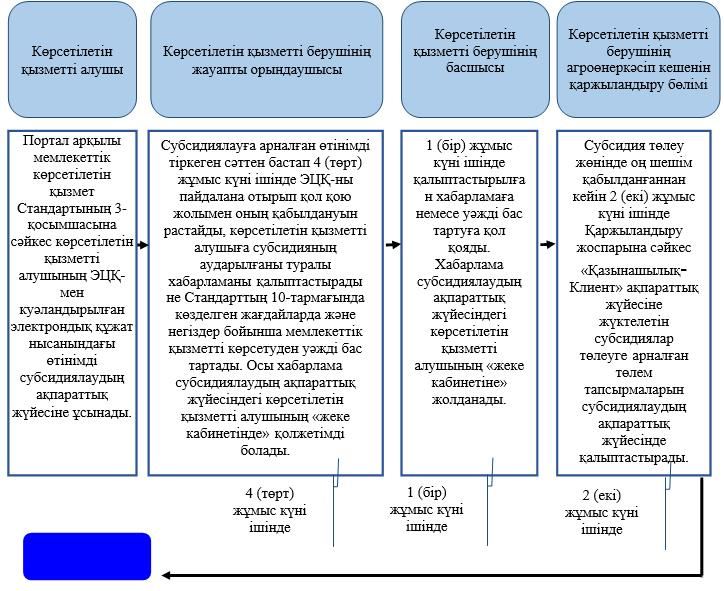 Көрсетілетін
қызметті алушы
Көрсетілетін қызметті берушінің
жауапты орындаушысы
Көрсетілетін
қызметті берушінің
басшысы
Көрсетілетін қызметті
берушінің
агроөнеркәсіп кешенін
қаржыландыру бөлімі
Портал арқылы
мемлекеттік
көрсетілетін
қызмет
Стандартының 3-
қосымшасына
сәйкес көрсетілетін
қызметті
алушының ЭЦҚ-
мен
куәландырылған
электрондық құжат
нысанындағы
өтінімді
субсидиялаудың
ақпараттық
жүйесіне ұсынады.
Субсидиялауға арналған өтінімді
тіркеген сәттен бастап 4 (төрт)
жұмыс күні ішінде ЭЦҚ-ны
пайдалана отырып қол қою
жолымен оның қабылдануын
растайды, көрсетілетін қызметті
алушыға субсидияның
аударылғаны туралы
хабарламаны қалыптастырады
не Стандарттың 10-тармағында
көзделген жағдайларда және
негіздер бойынша мемлекеттік
қызметті көрсетуден уәжді бас
тартады. Осы хабарлама
субсидиялаудың ақпараттық
жүйесіндегі көрсетілетін
қызметті алушының «жеке
кабинетінде» қолжетімді
болады.
1 (бір) жұмыс
күні ішінде
қалыптастырылға
н хабарламаға
немесе уәжді бас
тартуға қол
қояды.
Хабарлама
субсидиялаудың
ақпараттық
жүйесіндегі
көрсетілетін
қызметті
алушының «жеке
кабинетіне»
жолданады.
Субсидия төлеу
жөнінде оң шешім
қабылданғаннан
кейін 2 (екі) жұмыс
күні ішінде
Қаржыландыру
жоспарына сәйкес
«Қазынашылық-
Клиент» ақпараттық
жүйесіне
жүктелетін
субсидиялар
төлеуге арналған
төлем
тапсырмаларын
субсидиялаудың
ақпараттық
жүйесінде
қалыптастырады.
4 (төрт)
жұмыс күні
ішінде
1 (бір)
жұмыс күні
ішінде
2 (екі)
жұмыс күні
ішінде